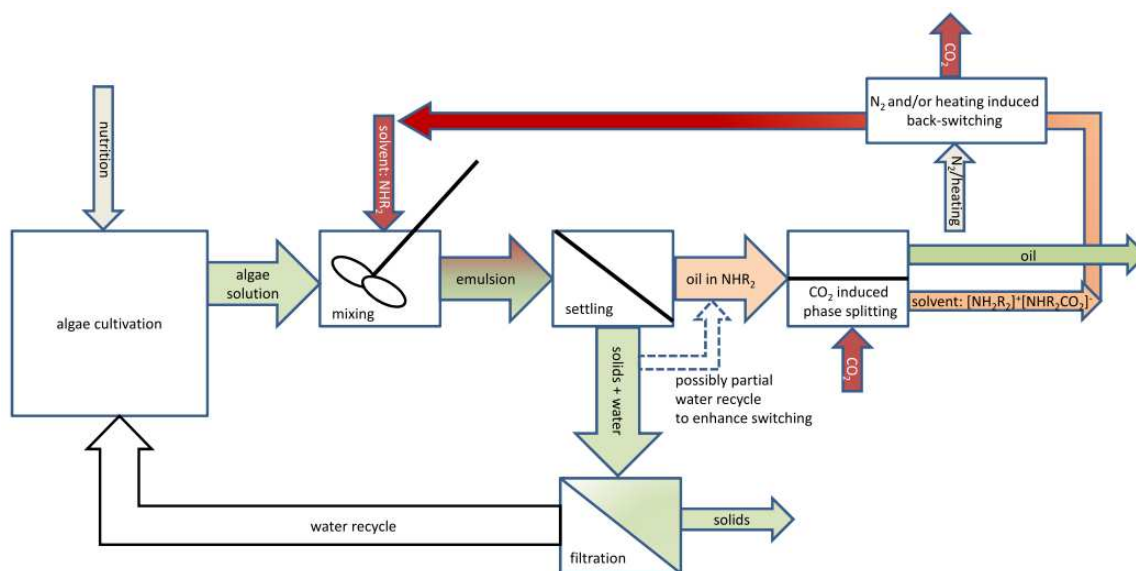 CO₂
N₂ and/or heating induced
back-switching
nutrition
solvent: NHR₂
N₂/heating
algae cultivation
algae
solution
mixing
emulsion
settling
oil in NHR₂
CO₂ induced
phase splitting
oil
solvent: [NH₂R₂]⁺[NHR₂CO₂]⁻
CO₂
solids + water
possibly partial
water recycle
to enhance switching
water recycle
filtration
solids